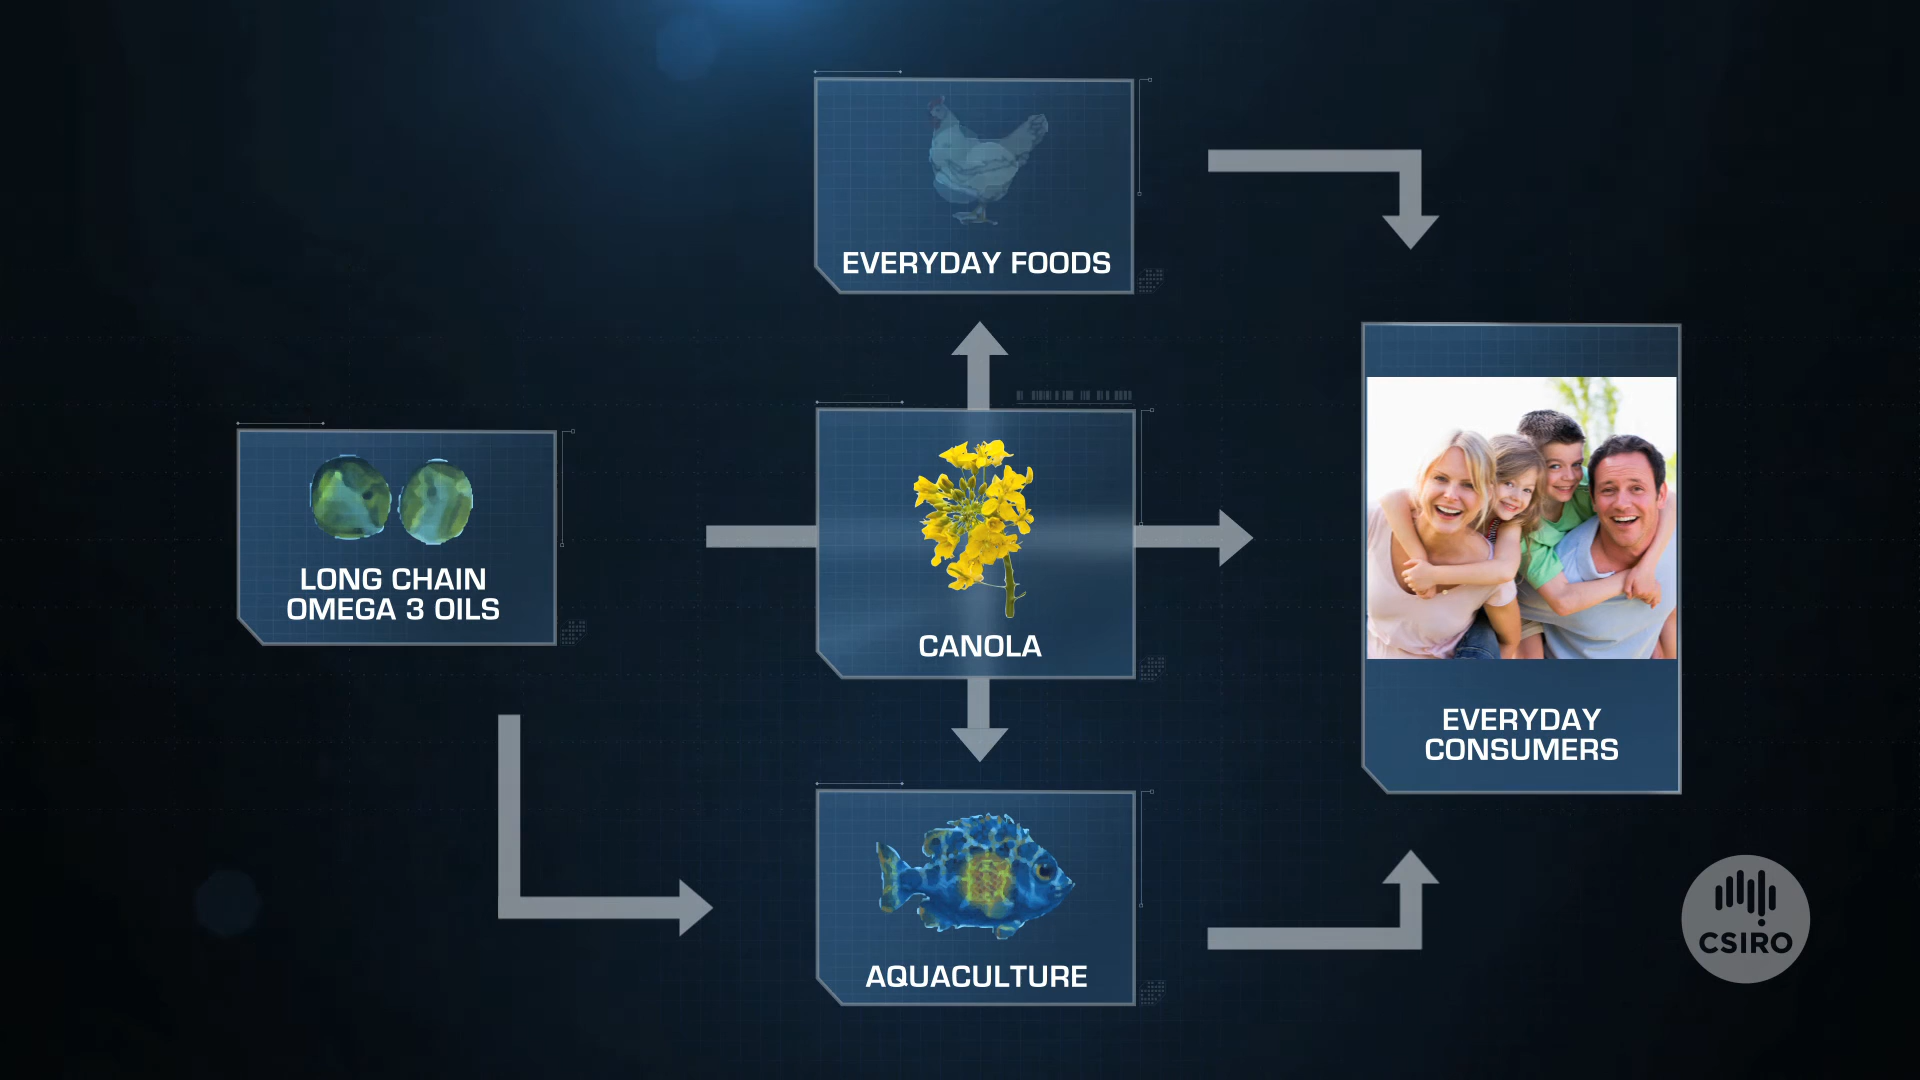 EVERYDAY FOODS
LONG CHAIN
OMEGA 3 OILS
CANOLA
EVERYDAY
CONSUMERS
AQUACULTURE
CSIRO